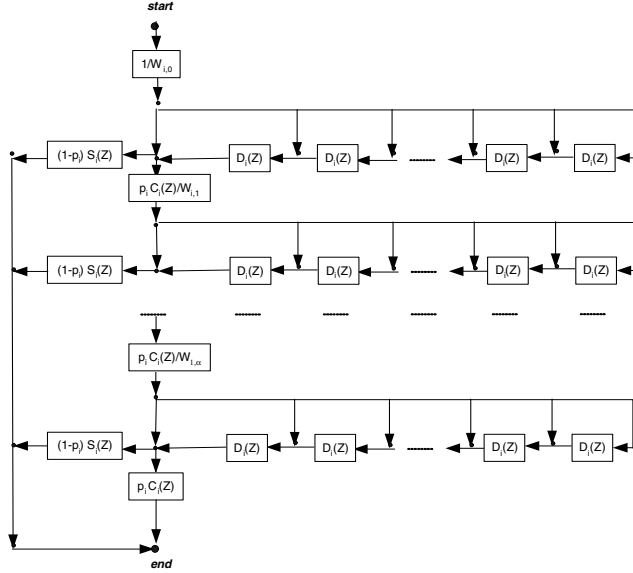 start
1/W_{i,0}
(1-p_i) S_i(Z) D_i(Z) D_i(Z) D_i(Z) D_i(Z)
p_i C_i(Z)/W_{i,1}
(1-p_i) S_i(Z) D_i(Z) D_i(Z) D_i(Z) D_i(Z)
p_i C_i(Z)/W_{1,α}
(1-p_i) S_i(Z) D_i(Z) D_i(Z) D_i(Z) D_i(Z)
p_i C_i(Z)
end